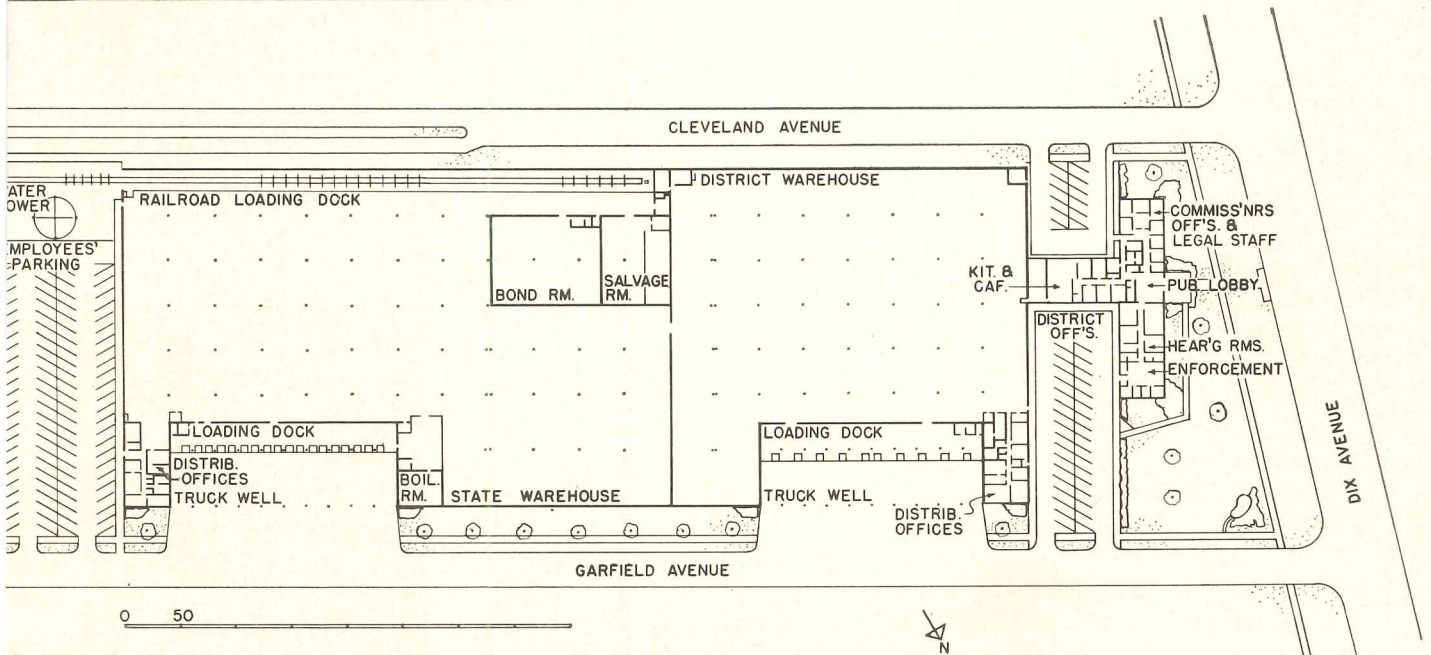 CLEVELAND AVENUE
ATER
OWER
RAILROAD LOADING DOCK
DISTRICT WAREHOUSE
EMPLOYEES'
PARKING
COMMISS'NRS
OFF'S. &
LEGAL STAFF
KIT. &
CAF.
BOND RM.
SALVAGE
RM.
PUB. LOBBY
DISTRICT
OFF'S.
HEAR'G RMS.
ENFORCEMENT
LOADING DOCK
LOADING DOCK
DISTRIB.
OFFICES
TRUCK WELL
BOIL.
RM.
STATE WAREHOUSE
TRUCK WELL
DISTRIB.
OFFICES
DIX AVENUE
GARFIELD AVENUE
0 50
N